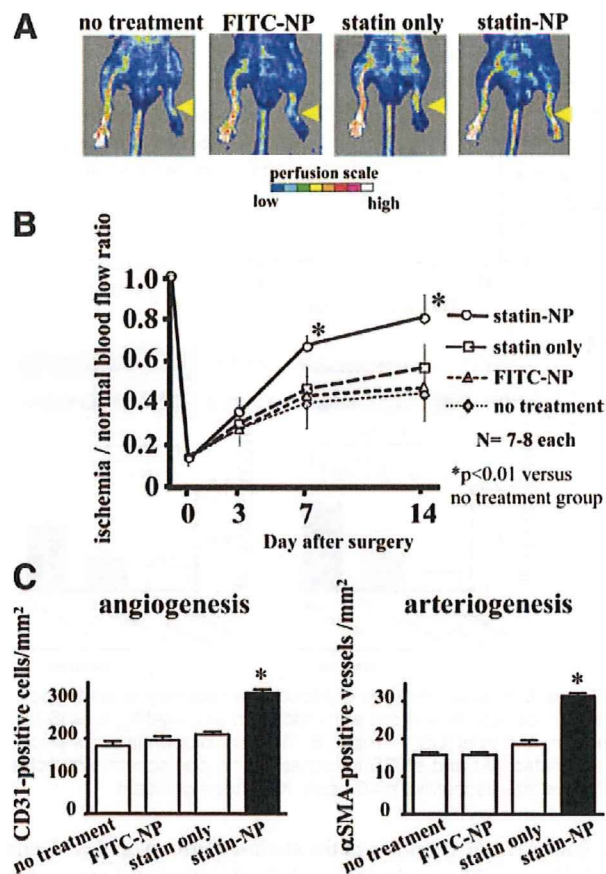 A
no treatment FITC-NP statin only statin-NP
perfusion scale
low high
B
ischemia / normal blood flow ratio
1.0
0.8
0.6
0.4
0.2
0
0 3 7 14
Day after surgery
* *
statin-NP
statin only
FITC-NP
no treatment
N= 7-8 each
*p<0.01 versus
no treatment group
C
angiogenesis
CD31-positive cells/mm²
300
200
100
0
*
no treatment FITC-NP statin only statin-NP
arteriogenesis
αSMA-positive vessels /mm²
30
20
10
0
*
no treatment FITC-NP statin only statin-NP